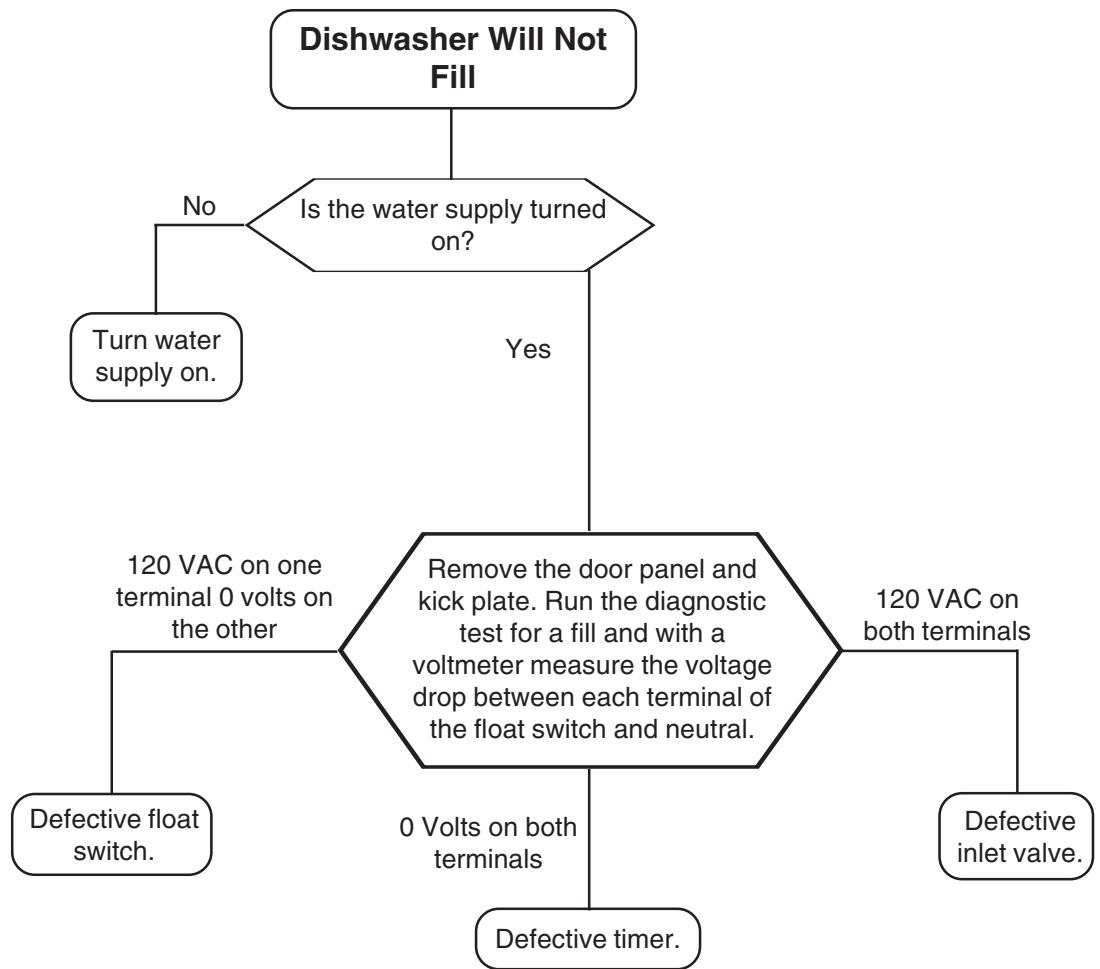 Dishwasher Will Not
Fill
No
Is the water supply turned
on?
Turn water
supply on.
Yes
120 VAC on one
terminal 0 volts on
the other
Remove the door panel and
kick plate. Run the diagnostic
test for a fill and with a
voltmeter measure the voltage
drop between each terminal of
the float switch and neutral.
120 VAC on
both terminals
Defective float
switch.
0 Volts on both
terminals
Defective
inlet valve.
Defective timer.